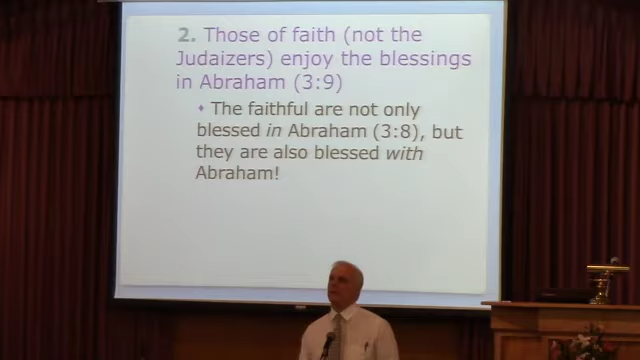 2. Those of faith (not the
Judaizers) enjoy the blessings
in Abraham (3:9)
• The faithful are not only
blessed in Abraham (3:8), but
they are also blessed with
Abraham!